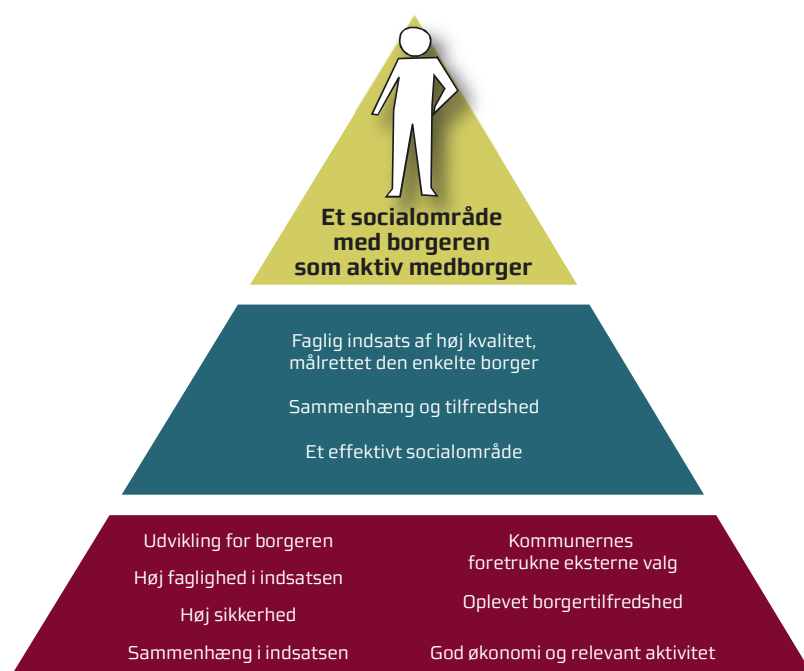 Et socialområde
med borgeren
som aktiv medborger
Faglig indsats af høj kvalitet,
målrettet den enkelte borger
Sammenhæng og tilfredshed
Et effektivt socialområde
Udvikling for borgeren
Høj faglighed i indsatsen
Høj sikkerhed
Sammenhæng i indsatsen
Kommunernes
foretrukne eksterne valg
Oplevet borgertilfredshed
God økonomi og relevant aktivitet